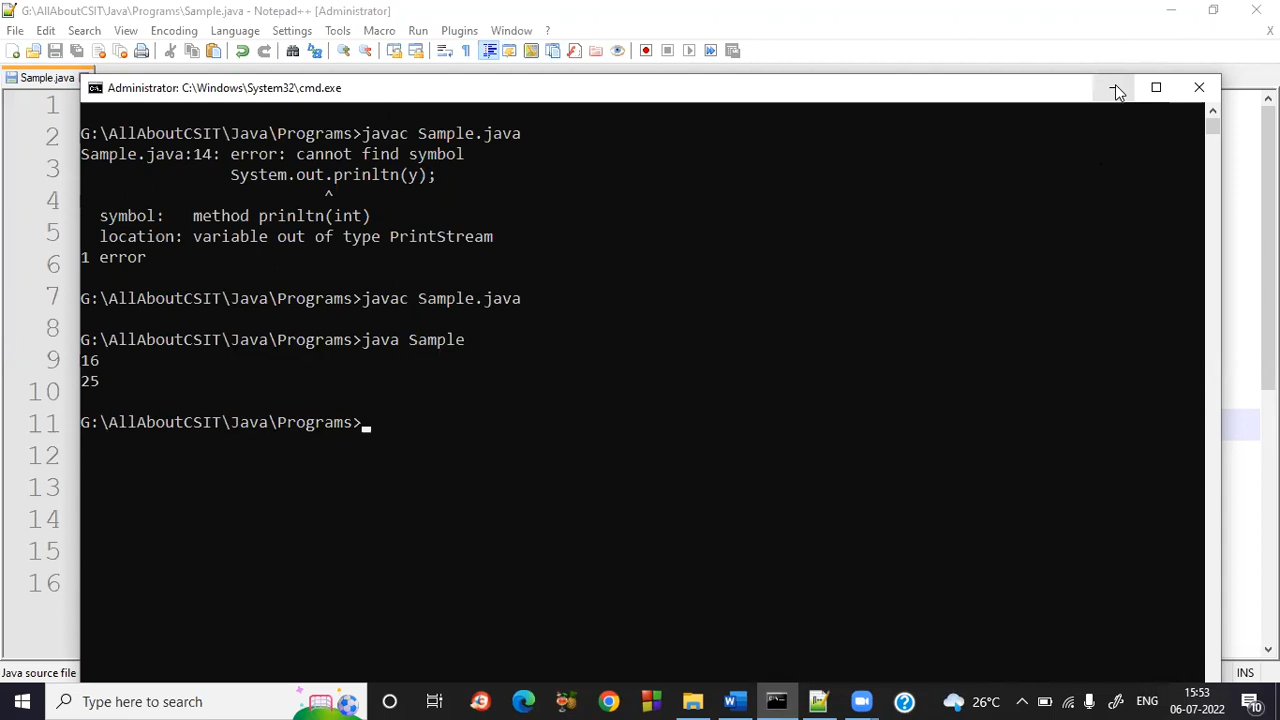 G:\AllAboutCSIT\Java\Programs\Sample.java - Notepad++ [Administrator]
File Edit Search View Encoding Language Settings Tools Macro Run Plugins Window ? X
Sample.java
Administrator: C:\Windows\System32\cmd.exe
1
2
3
4
5
6
7
8
9
10
11
12
13
14
15
16
G:\AllAboutCSIT\Java\Programs>javac Sample.java
Sample.java:14: error: cannot find symbol
System.out.prinltn(y);
^
symbol: method prinltn(int)
location: variable out of type PrintStream
1 error
G:\AllAboutCSIT\Java\Programs>javac Sample.java
G:\AllAboutCSIT\Java\Programs>java Sample
16
25
G:\AllAboutCSIT\Java\Programs>
Java source file INS
Type here to search 26°C ENG 15:53
06-07-2022 10